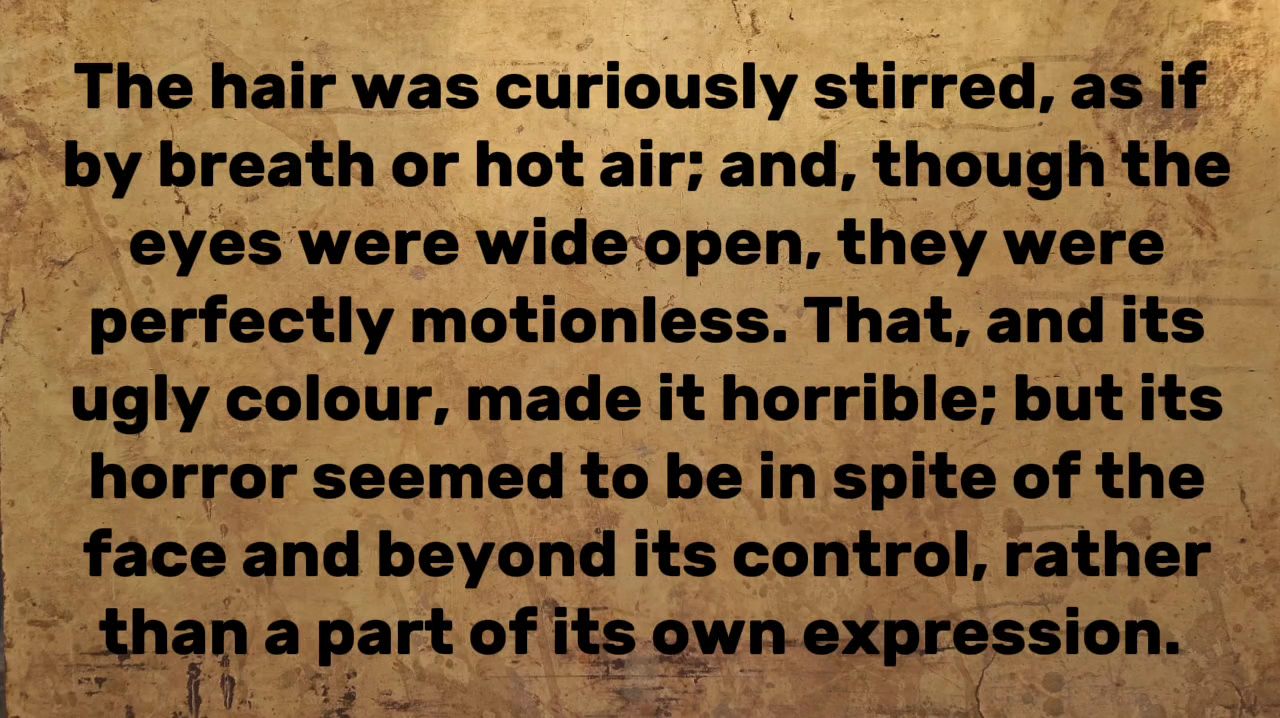 The hair was curiously stirred, as if
by breath or hot air; and, though the
eyes were wide open, they were
perfectly motionless. That, and its
ugly colour, made it horrible; but its
horror seemed to be in spite of the
face and beyond its control, rather
than a part of its own expression.